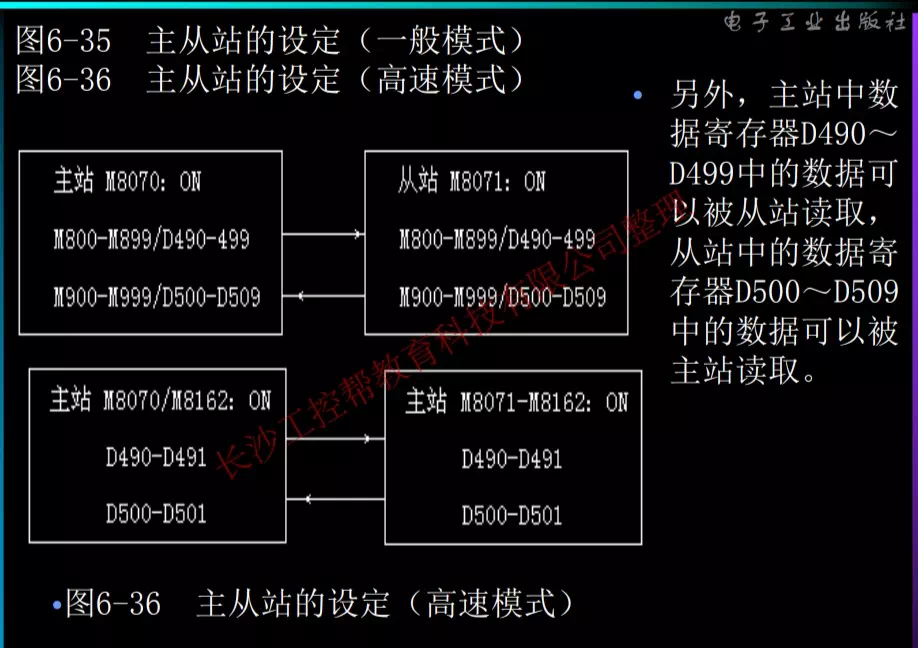 电子工业出版社
图6-35 主从站的设定（一般模式）
图6-36 主从站的设定（高速模式）
主站 M8070: ON
M800-M899/D490-499
M900-M999/D500-D509
从站 M8071: ON
M800-M899/D490-499
M900-M999/D500-D509
主站 M8070/M8162: ON
D490-D491
D500-D501
主站 M8071-M8162: ON
D490-D491
D500-D501
•图6-36 主从站的设定（高速模式）
• 另外，主站中数
据寄存器D490～
D499中的数据可
以被从站读取，
从站中的数据寄
存器D500～D509
中的数据可以被
主站读取。
长沙工控帮教育科技有限公司整理